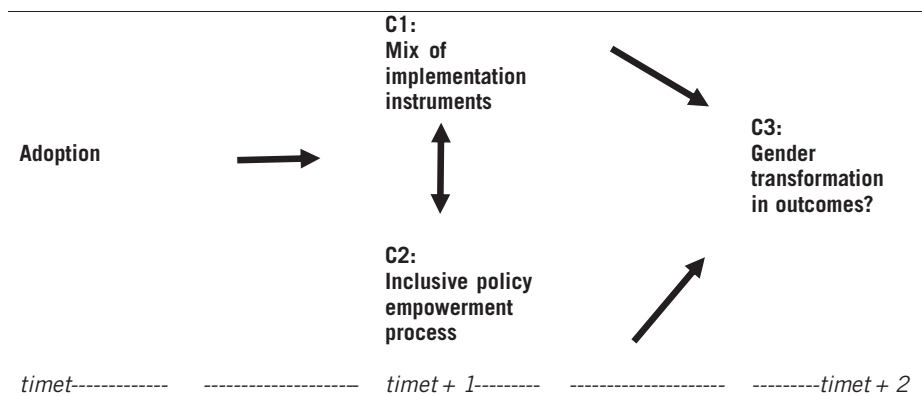 C1:
Mix of
implementation
instruments
Adoption
C3:
Gender
transformation
in outcomes?
C2:
Inclusive policy
empowerment
process
timet------------- --------------------- timet + 1--------- --------------------- ---------timet + 2